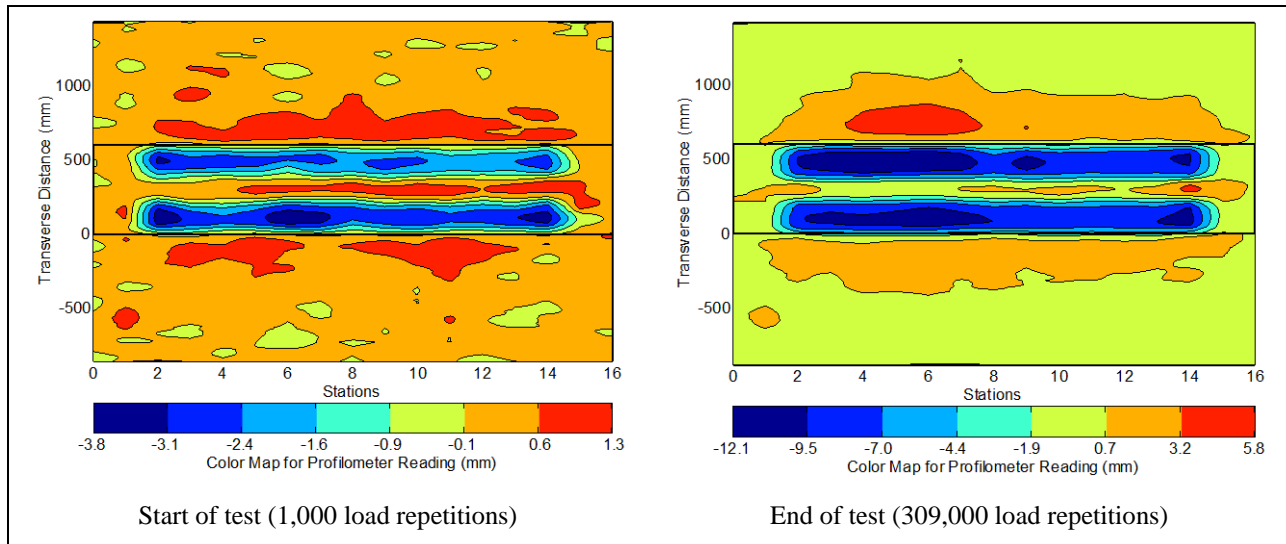 Transverse Distance (mm)
1000
500
0
-500
0 2 4 6 8 10 12 14 16
Stations
-3.8 -3.1 -2.4 -1.6 -0.9 -0.1 0.6 1.3
Color Map for Profilometer Reading (mm)
Start of test (1,000 load repetitions)
Transverse Distance (mm)
1000
500
0
-500
0 2 4 6 8 10 12 14 16
Stations
-12.1 -9.5 -7.0 -4.4 -1.9 0.7 3.2 5.8
Color Map for Profilometer Reading (mm)
End of test (309,000 load repetitions)